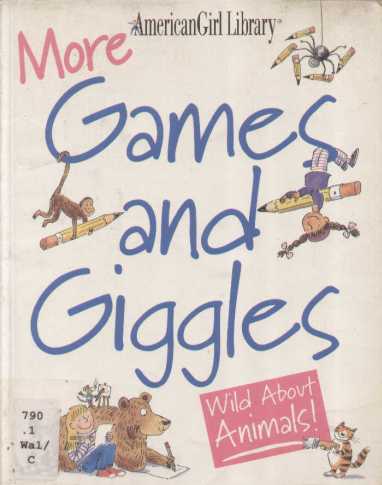 AmericanGirl Library®
More
Games
and
Giggles
Wild About
Animals!
790
.1
Wal/
C